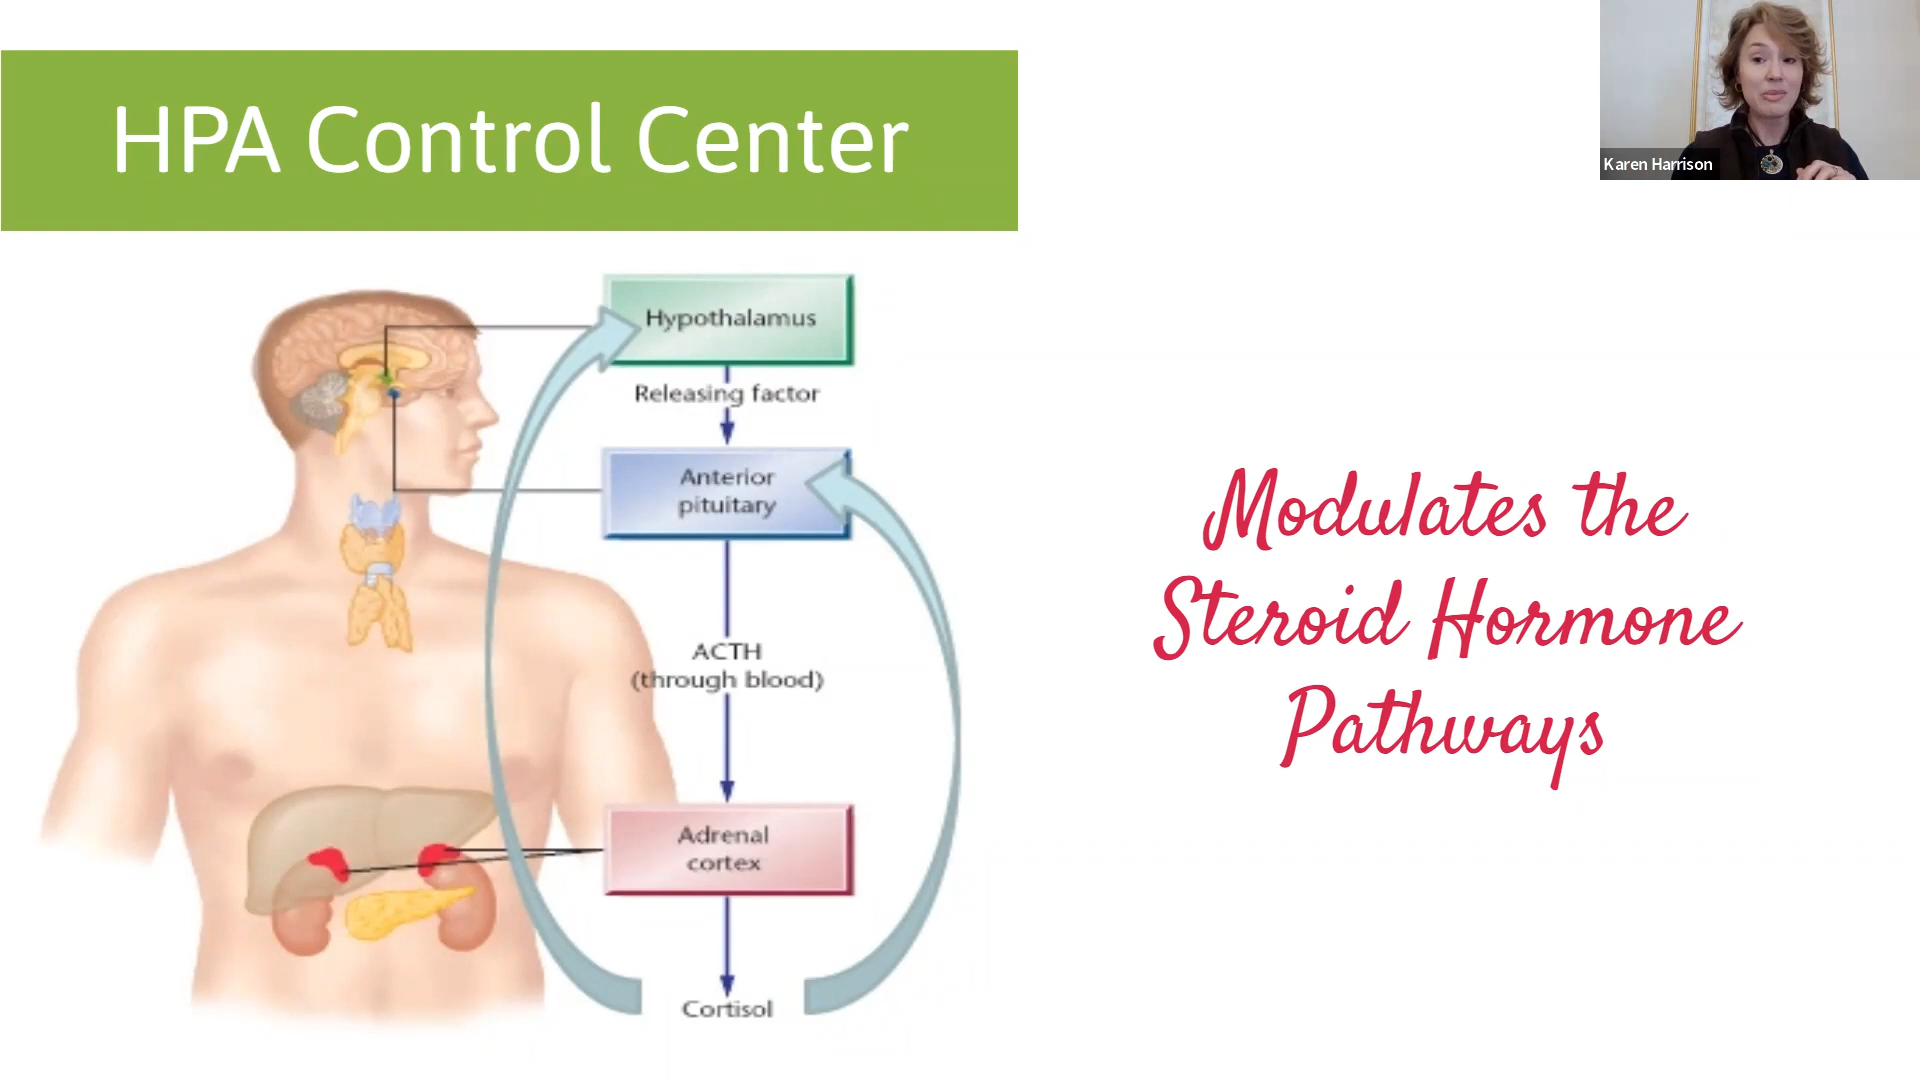 HPA Control Center
Karen Harrison
Hypothalamus
Releasing factor
Anterior
pituitary
ACTH
(through blood)
Adrenal
cortex
Cortisol
Modulates the
Steroid Hormone
Pathways